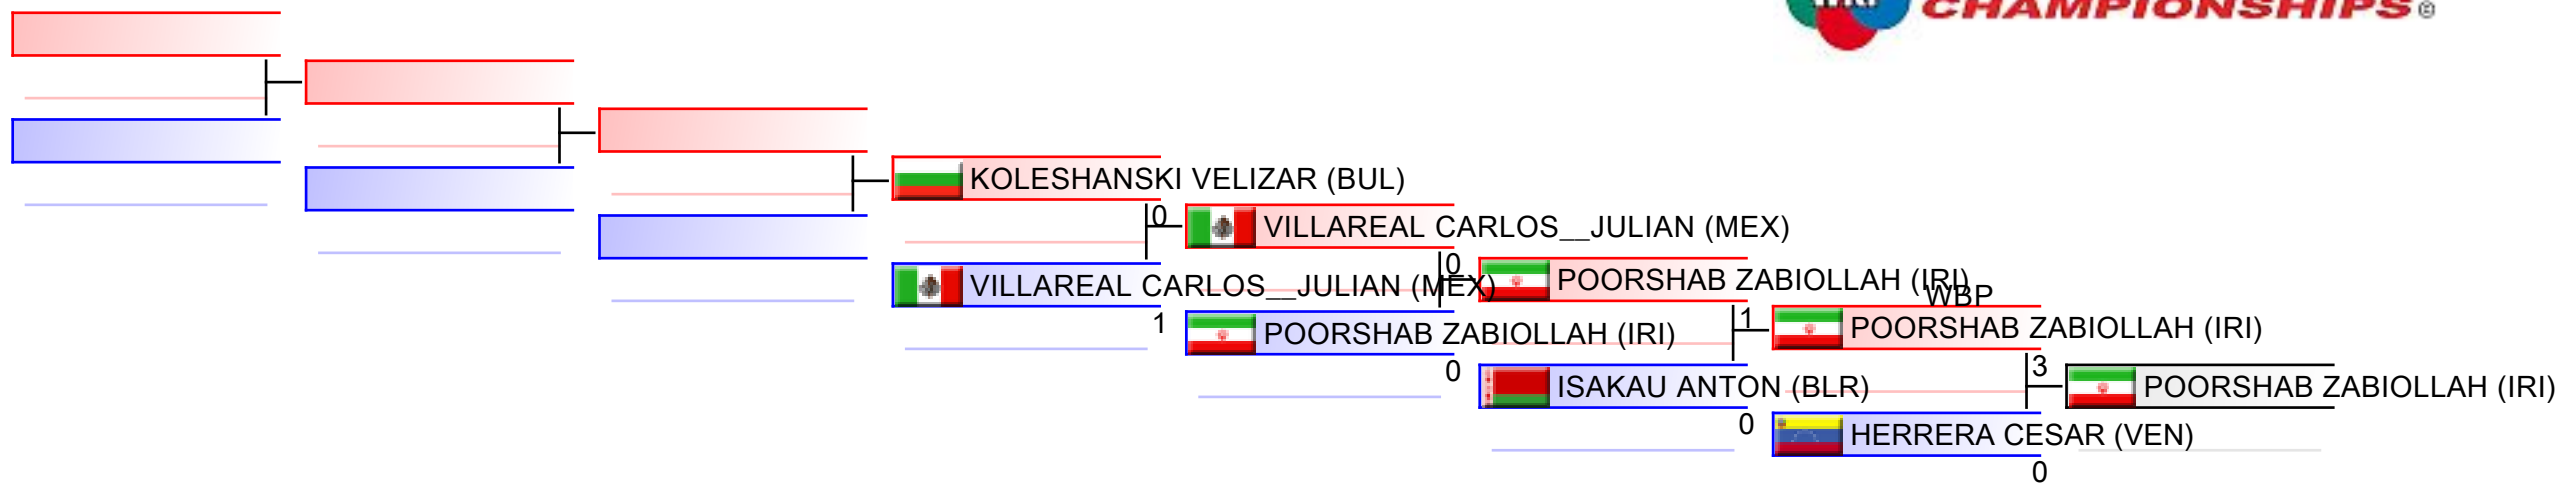 CHAMPIONSHIPS®
KOLESHANSKI VELIZAR (BUL)
0
VILLAREAL CARLOS__JULIAN (MEX)
0
VILLAREAL CARLOS__JULIAN (MEX)
1
POORSHAB ZABIOLLAH (IRI)
WBP
POORSHAB ZABIOLLAH (IRI)
0
1
POORSHAB ZABIOLLAH (IRI)
ISAKAU ANTON (BLR)
0
3
POORSHAB ZABIOLLAH (IRI)
HERRERA CESAR (VEN)
0